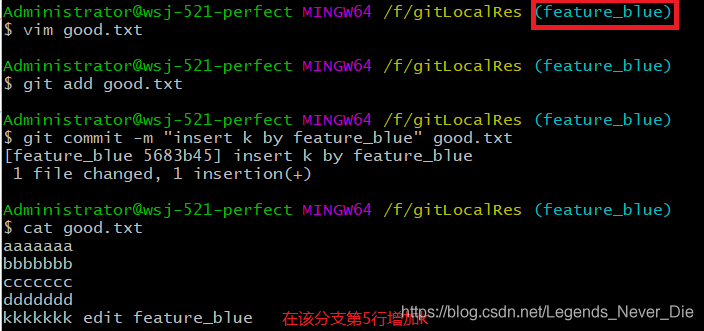 Administrator@wsj-521-perfect MINGW64 /f/gitLocalRes (feature_blue)
$ vim good.txt
Administrator@wsj-521-perfect MINGW64 /f/gitLocalRes (feature_blue)
$ git add good.txt
Administrator@wsj-521-perfect MINGW64 /f/gitLocalRes (feature_blue)
$ git commit -m "insert k by feature_blue" good.txt
[feature_blue 5683b45] insert k by feature_blue
1 file changed, 1 insertion(+)
Administrator@wsj-521-perfect MINGW64 /f/gitLocalRes (feature_blue)
$ cat good.txt
aaaaaaa
bbbbbbb
ccccccc
ddddddd
kkkkkkk edit feature_blue 在该分支第5行增加k
https://blog.csdn.net/Legends_Never_Die